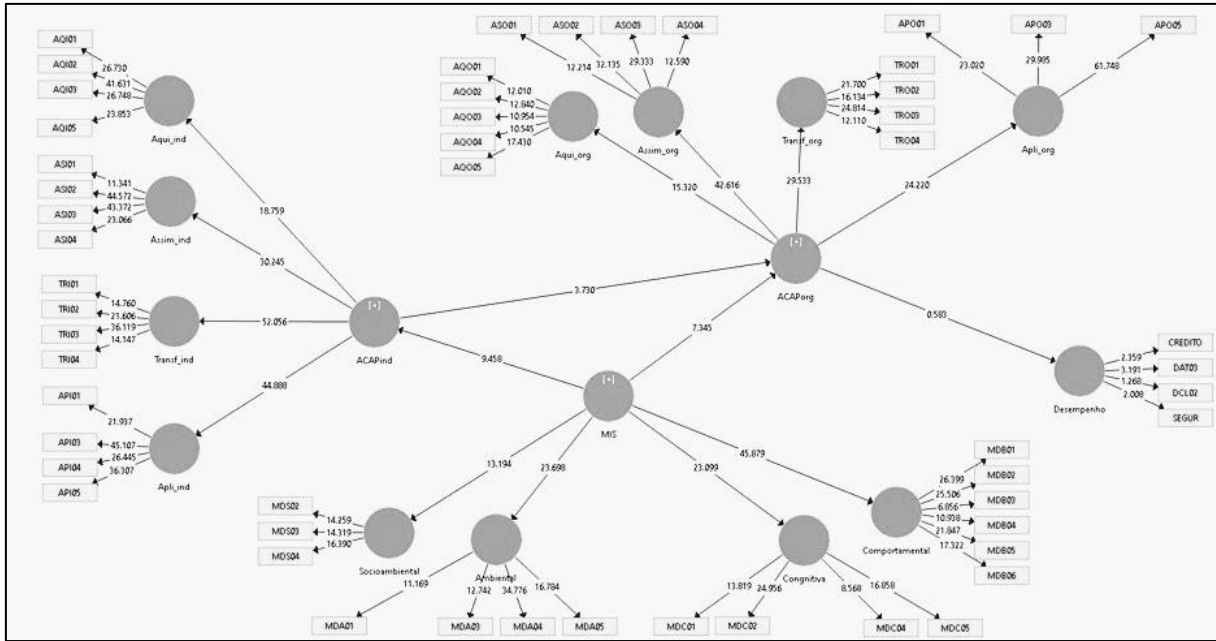 ASO01 ASO02 ASO03 ASO04
APO01 APO03 APO05
AQI01
AQI02
AQI03
AQI05
26.730
41.631
26.748
23.853
Aqui_ind
AQO01
AQO02
AQO03
AQO04
AQO05
12.010
12.840
10.954
10.545
17.430
Aqui_org
12.214
32.135
29.333
12.590
Assim_org
TRO01
TRO02
TRO03
TRO04
21.700
16.134
24.814
12.110
Transf_org
23.020
29.985
61.748
Apli_org
ASI01
ASI02
ASI03
ASI04
11.341
44.572
43.372
23.066
Assim_ind
18.759
30.245
15.320
42.616
29.533
24.220
[+]
ACAPorg
TRI01
TRI02
TRI03
TRI04
14.760
21.606
36.119
14.147
Transf_ind
52.056
[+]
ACAPind
3.730
7.345
9.458
0.583
CREDITO
DAT03
DCL02
SEGUR
2.359
3.191
1.268
2.008
Desempenho
44.888
API01
API03
API04
API05
21.937
45.107
26.445
36.307
Apli_ind
[+]
MIS
13.194
23.698
23.099
45.879
MDS02
MDS03
MDS04
14.259
14.319
16.390
Socioambiental
Ambiental
11.169
12.742
34.776
16.784
MDA01 MDA03 MDA04 MDA05
Congnitiva
13.819
24.956
8.568
16.858
MDC01 MDC02 MDC04 MDC05
Comportamental
26.399
25.506
6.856
10.938
21.847
17.322
MDB01
MDB02
MDB03
MDB04
MDB05
MDB06